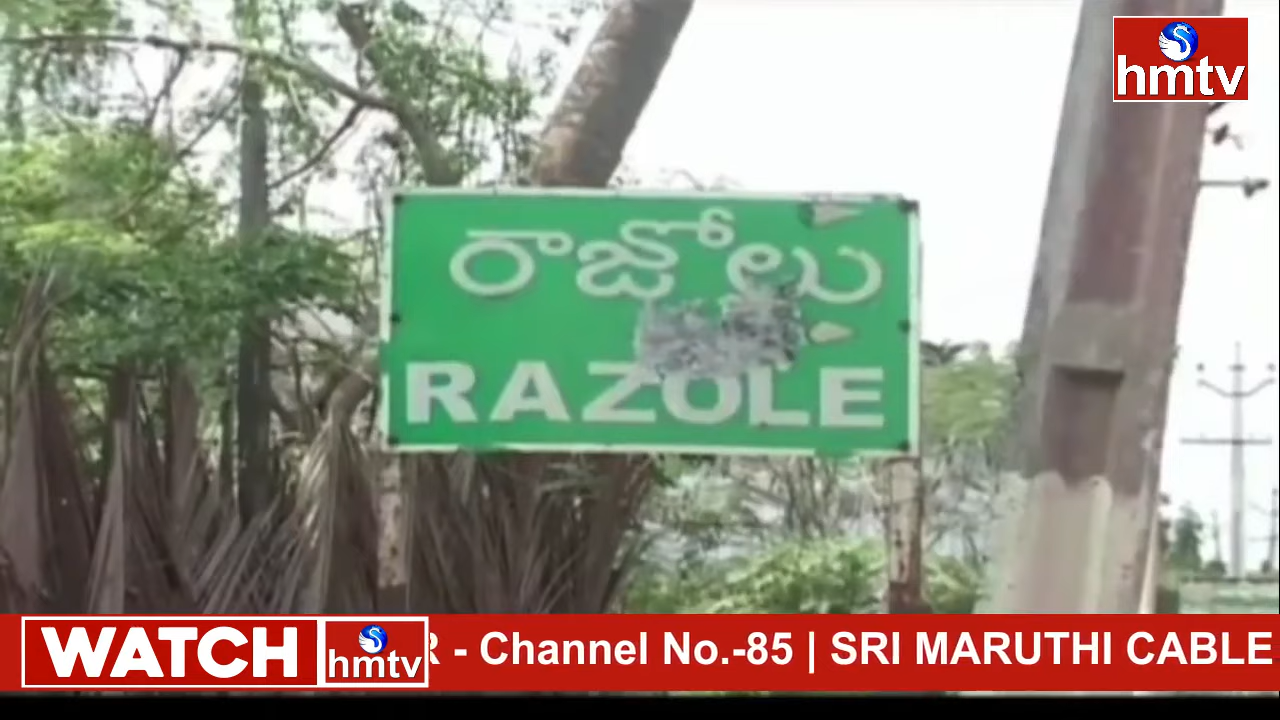 hmtv
రాజోలు
RAZOLE
WATCH hmtv R - Channel No.-85 | SRI MARUTHI CABLE